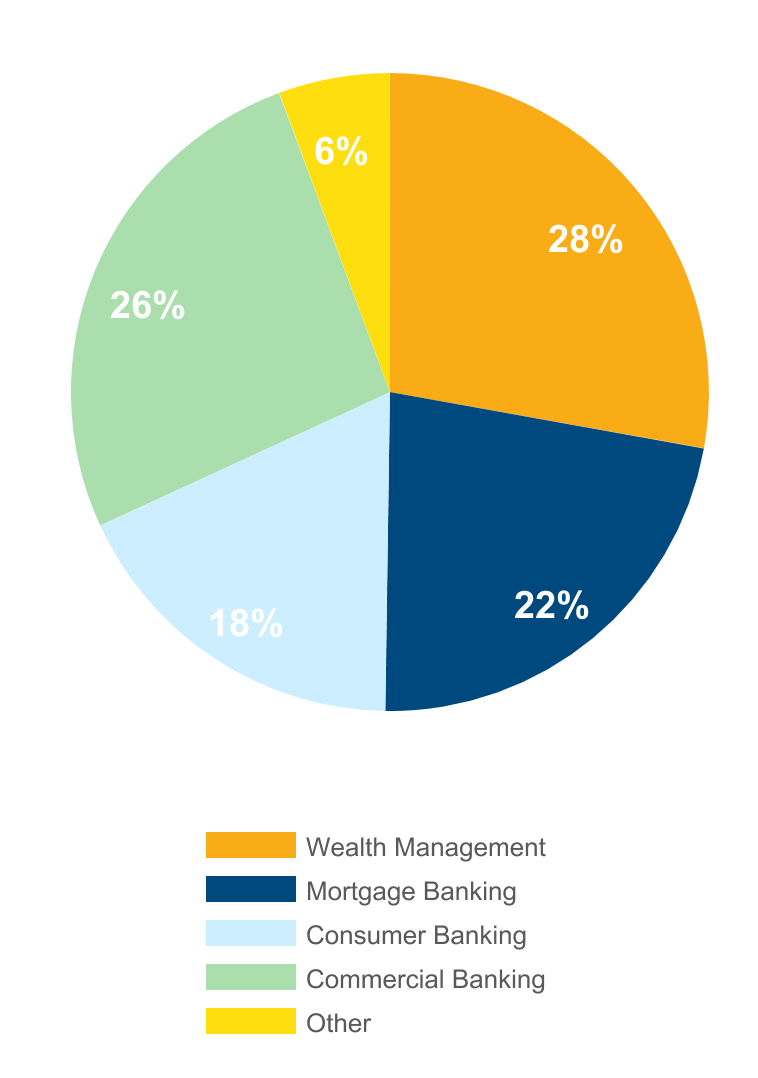 6%
28%
26%
22%
18%
Wealth Management
Mortgage Banking
Consumer Banking
Commercial Banking
Other